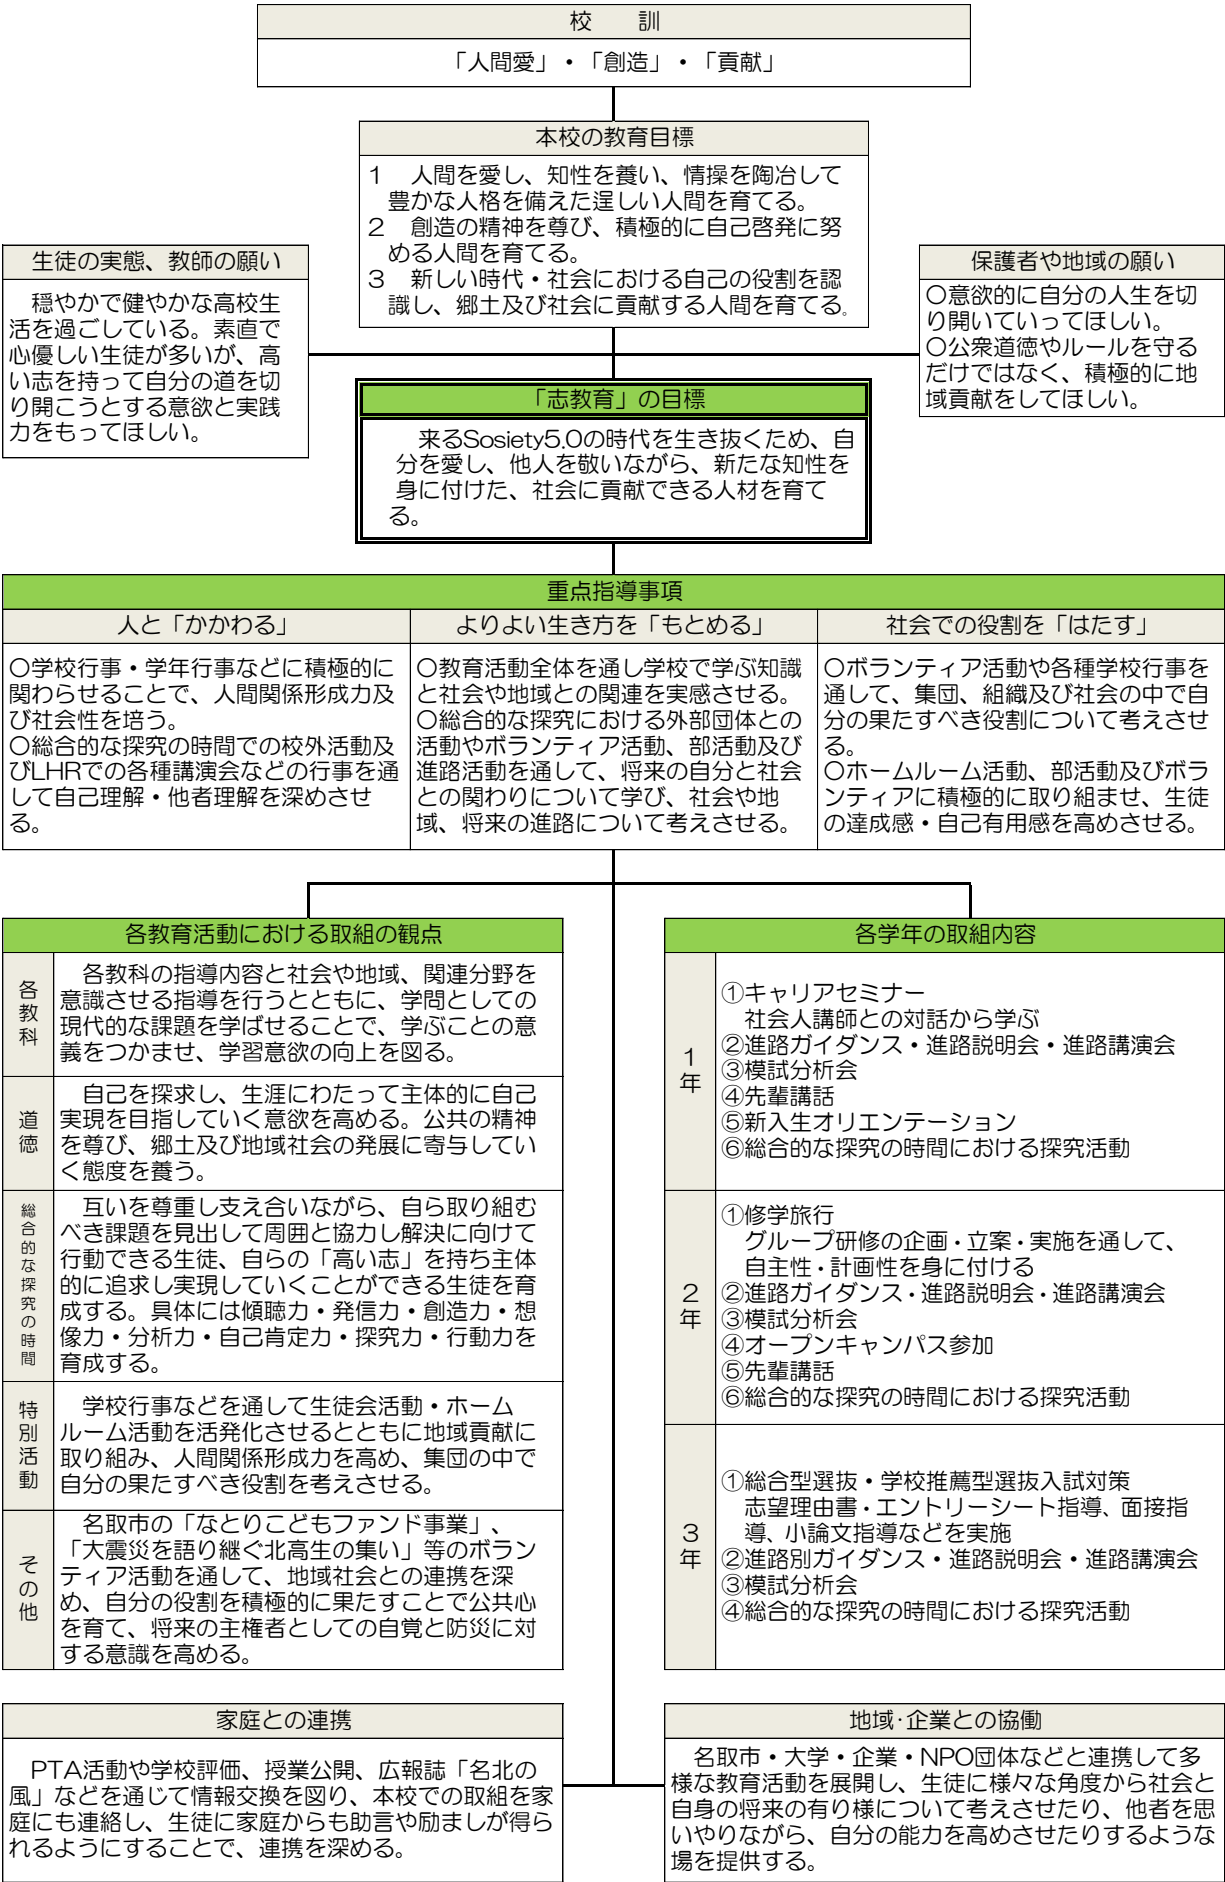 校　訓
「人間愛」・「創造」・「貢献」
本校の教育目標
１　人間を愛し、知性を養い、情操を陶冶して
豊かな人格を備えた逞しい人間を育てる。
２　創造の精神を尊び、積極的に自己啓発に努
める人間を育てる。
３　新しい時代・社会における自己の役割を認
識し、郷土及び社会に貢献する人間を育てる。
生徒の実態、教師の願い
穏やかで健やかな高校生
活を過ごしている。素直で
心優しい生徒が多いが、高
い志を持って自分の道を切
り開こうとする意欲と実践
力をもってほしい。
保護者や地域の願い
〇意欲的に自分の人生を切
り開いていってほしい。
〇公衆道徳やルールを守る
だけではなく、積極的に地
域貢献をしてほしい。
「志教育」の目標
来るSosiety5.0の時代を生き抜くため、自
分を愛し、他人を敬いながら、新たな知性を
身に付けた、社会に貢献できる人材を育て
る。
重点指導事項
人と「かかわる」
〇学校行事・学年行事などに積極的に
関わらせることで、人間関係形成力及
び社会性を培う。
〇総合的な探究の時間での校外活動及
びLHRでの各種講演会などの行事を通
して自己理解・他者理解を深めさせ
る。
よりよい生き方を「もとめる」
〇教育活動全体を通し学校で学ぶ知識
と社会や地域との関連を実感させる。
〇総合的な探究における外部団体との
活動やボランティア活動、部活動及び
進路活動を通して、将来の自分と社会
との関わりについて学び、社会や地
域、将来の進路について考えさせる。
社会での役割を「はたす」
〇ボランティア活動や各種学校行事を
通して、集団、組織及び社会の中で自
分の果たすべき役割について考えさせ
る。
〇ホームルーム活動、部活動及びボラ
ンティアに積極的に取り組ませ、生徒
の達成感・自己有用感を高めさせる。
各教育活動における取組の観点
各教科
各教科の指導内容と社会や地域、関連分野を
意識させる指導を行うとともに、学問としての
現代的な課題を学ばせることで、学ぶことの意
義をつかませ、学習意欲の向上を図る。
道徳
自己を探求し、生涯にわたって主体的に自己
実現を目指していく意欲を高める。公共の精神
を尊び、郷土及び地域社会の発展に寄与してい
く態度を養う。
総合的な探究の時間
互いを尊重し支え合いながら、自ら取り組む
べき課題を見出して周囲と協力し解決に向けて
行動できる生徒、自らの「高い志」を持ち主体
的に追求し実現していくことができる生徒を育
成する。具体には傾聴力・発信力・創造力・想
像力・分析力・自己肯定力・探究力・行動力を
育成する。
特別活動
学校行事などを通して生徒会活動・ホーム
ルーム活動を活発化させるとともに地域貢献に
取り組み、人間関係形成力を高め、集団の中で
自分の果たすべき役割を考えさせる。
その他
名取市の「なとりこどもファンド事業」、
「大震災を語り継ぐ北高生の集い」等のボラン
ティア活動を通して、地域社会との連携を深
め、自分の役割を積極的に果たすことで公共心
を育て、将来の主権者としての自覚と防災に対
する意識を高める。
各学年の取組内容
１年
①キャリアセミナー
社会人講師との対話から学ぶ
②進路ガイダンス・進路説明会・進路講演会
③模試分析会
④先輩講話
⑤新入生オリエンテーション
⑥総合的な探究の時間における探究活動
２年
①修学旅行
グループ研修の企画・立案・実施を通して、
自主性・計画性を身に付ける
②進路ガイダンス・進路説明会・進路講演会
③模試分析会
④オープンキャンパス参加
⑤先輩講話
⑥総合的な探究の時間における探究活動
３年
①総合型選抜・学校推薦型選抜入試対策
志望理由書・エントリーシート指導、面接指
導、小論文指導などを実施
②進路別ガイダンス・進路説明会・進路講演会
③模試分析会
④総合的な探究の時間における探究活動
家庭との連携
PTA活動や学校評価、授業公開、広報誌「名北の
風」などを通じて情報交換を図り、本校での取組を家
庭にも連絡し、生徒に家庭からも助言や励ましが得ら
れるようにすることで、連携を深める。
地域・企業との協働
名取市・大学・企業・NPO団体などと連携して多
様な教育活動を展開し、生徒に様々な角度から社会と
自身の将来の有り様について考えさせたり、他者を思
いやりながら、自分の能力を高めさせたりするような
場を提供する。